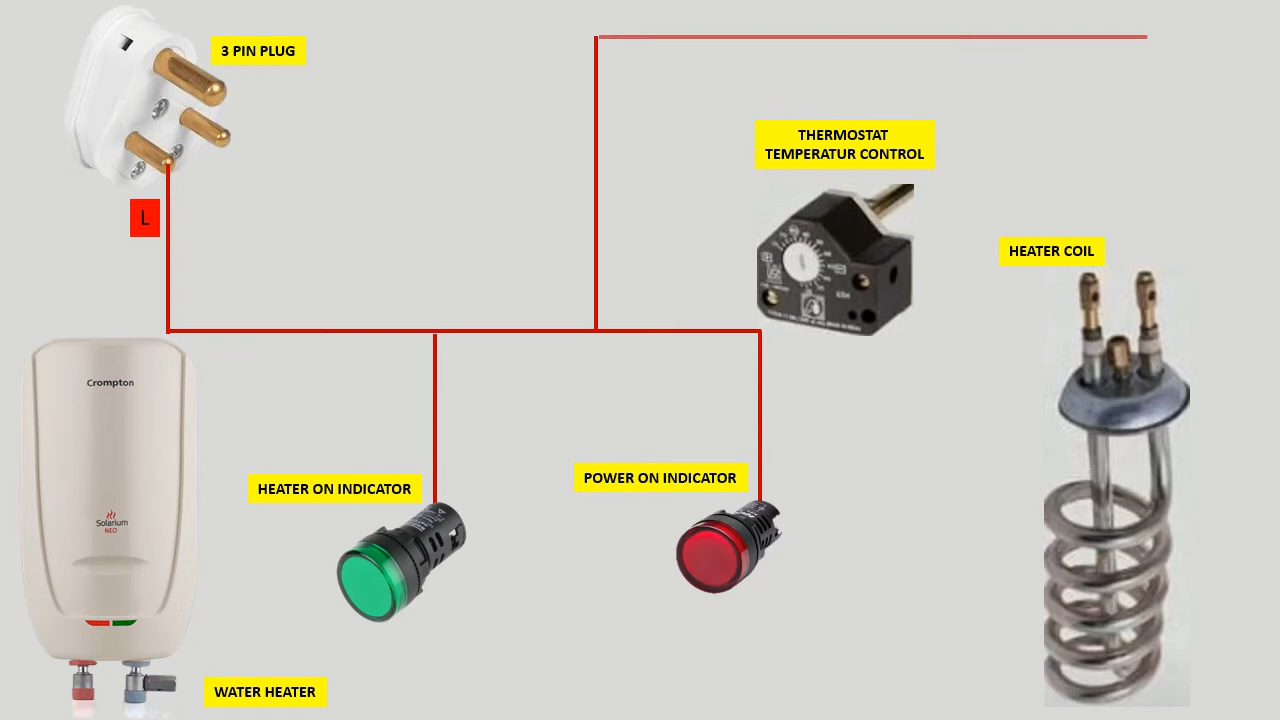 3 PIN PLUG
L
THERMOSTAT
TEMPERATUR CONTROL
HEATER COIL
Crompton
Solarium
NEO
HEATER ON INDICATOR
POWER ON INDICATOR
WATER HEATER